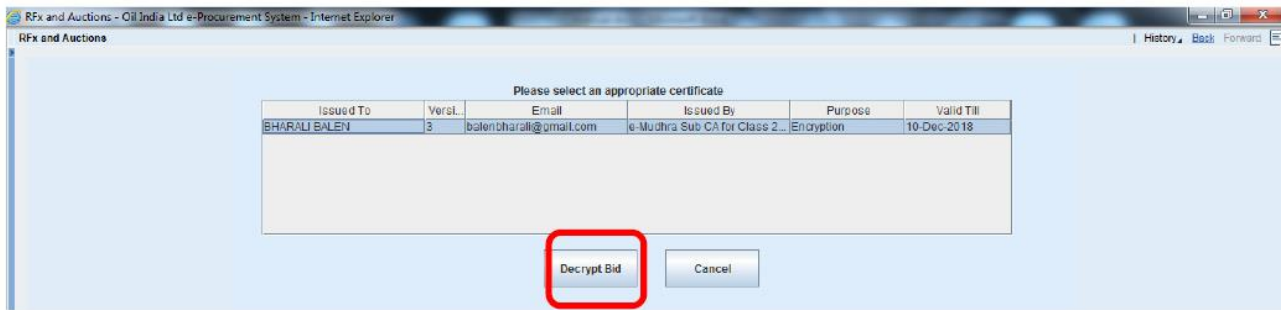 RFx and Auctions - Oil India Ltd e-Procurement System - Internet Explorer
RFx and Auctions | History Back Forward
Please select an appropriate certificate
Issued To Versi... Email Issued By Purpose Valid Till
BHARALI BALEN 3 balenbharali@gmail.com e-Mudhra Sub CA for Class 2... Encryption 10-Dec-2018
Decrypt Bid Cancel